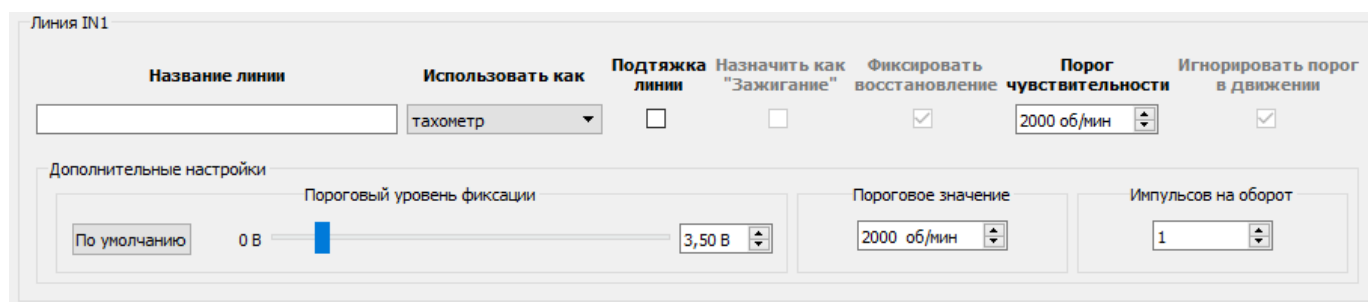 Линия IN1
Название линии
Использовать как
Подтяжка линии
Назначить как "Зажигание"
Фиксировать восстановление
Порог чувствительности
Игнорировать порог в движении
тахометр
2000 об/мин
Дополнительные настройки
Пороговый уровень фиксации
Пороговое значение
Импульсов на оборот
По умолчанию
0 В
3,50 В
2000 об/мин
1